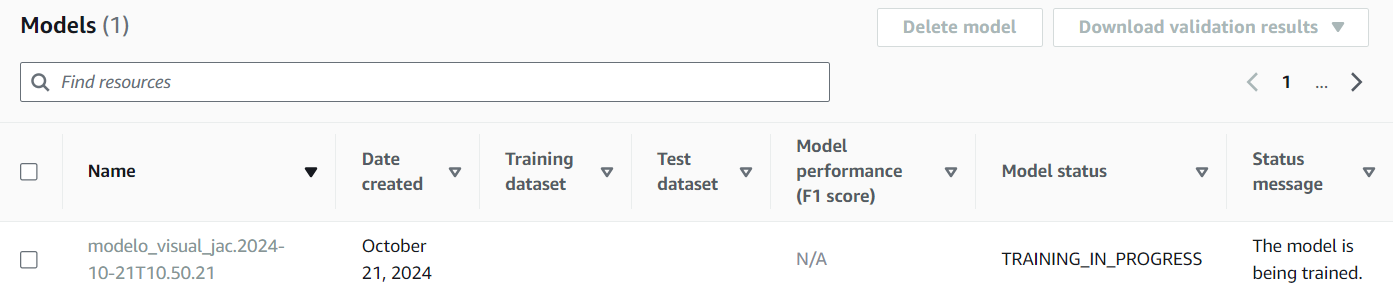 Models (1)
Delete model
Download validation results
Find resources
1 ...
Name
Date
created
Training
dataset
Test
dataset
Model
performance
(F1 score)
Model status
Status
message
modelo_visual_jac.2024-
10-21T10.50.21
October
21, 2024
N/A
TRAINING_IN_PROGRESS
The model is
being trained.